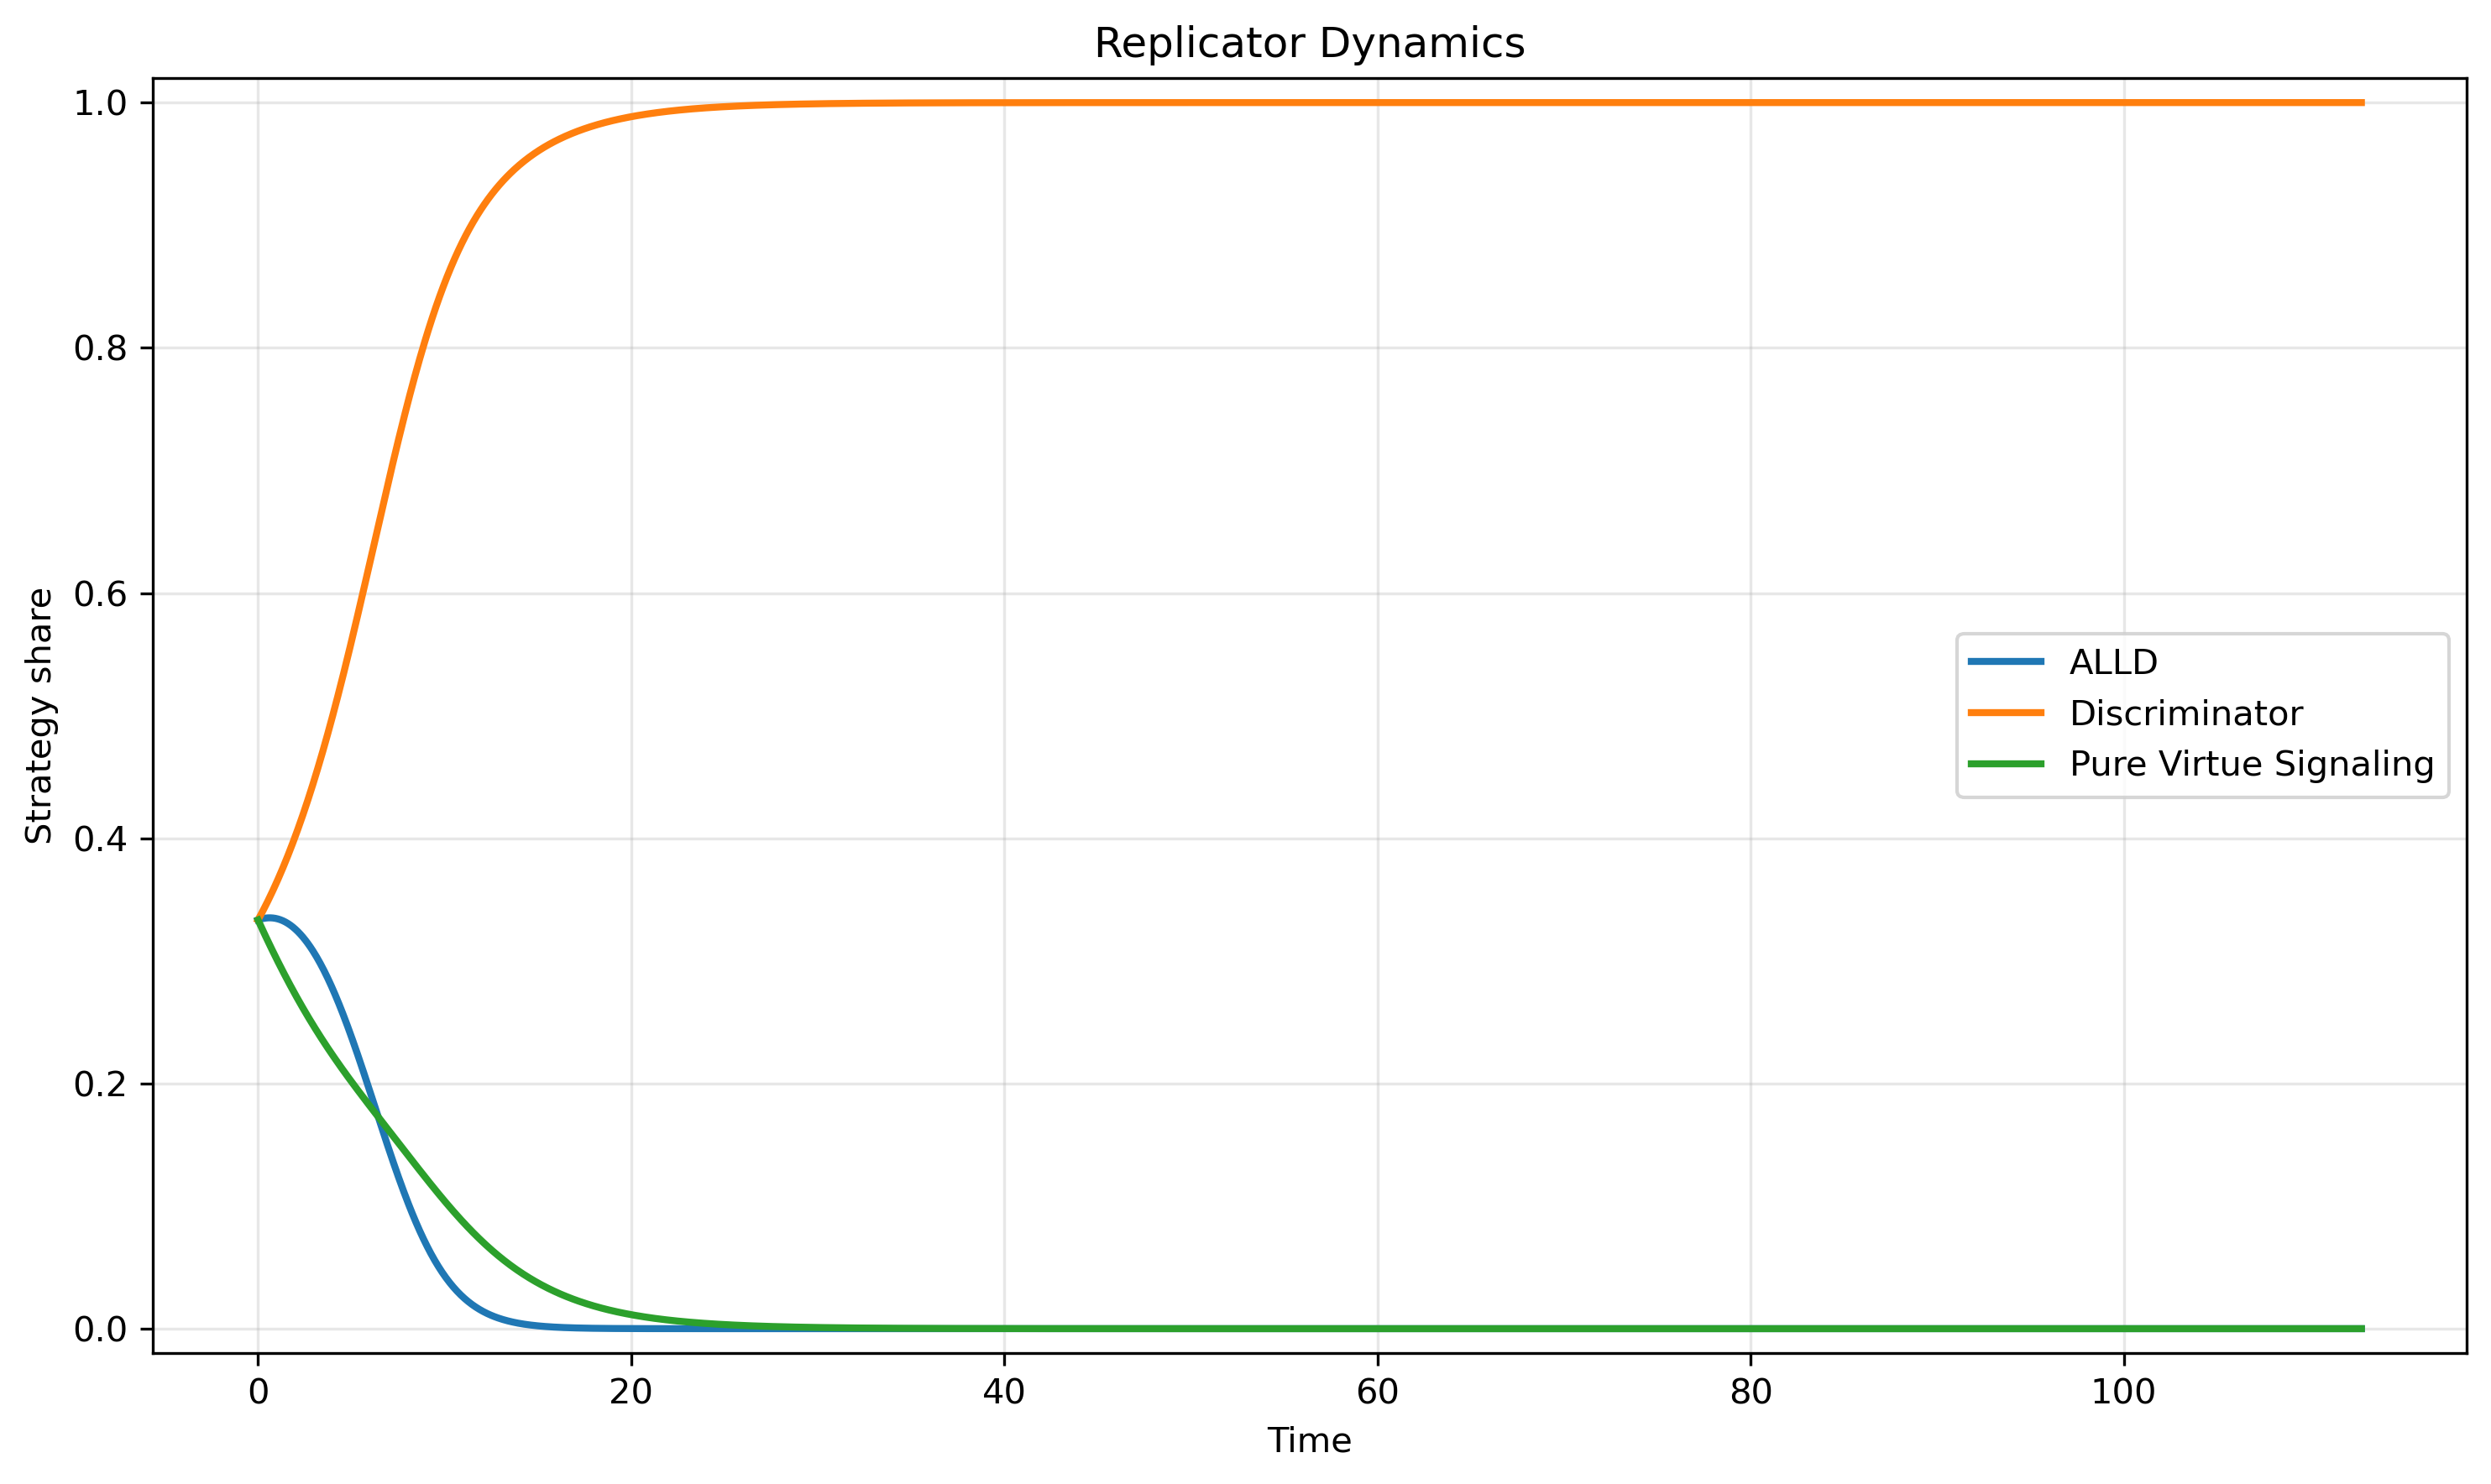 Replicator Dynamics
1.0
0.8
0.6
0.4
0.2
0.0
Strategy share
ALLD
Discriminator
Pure Virtue Signaling
0 20 40 60 80 100
Time